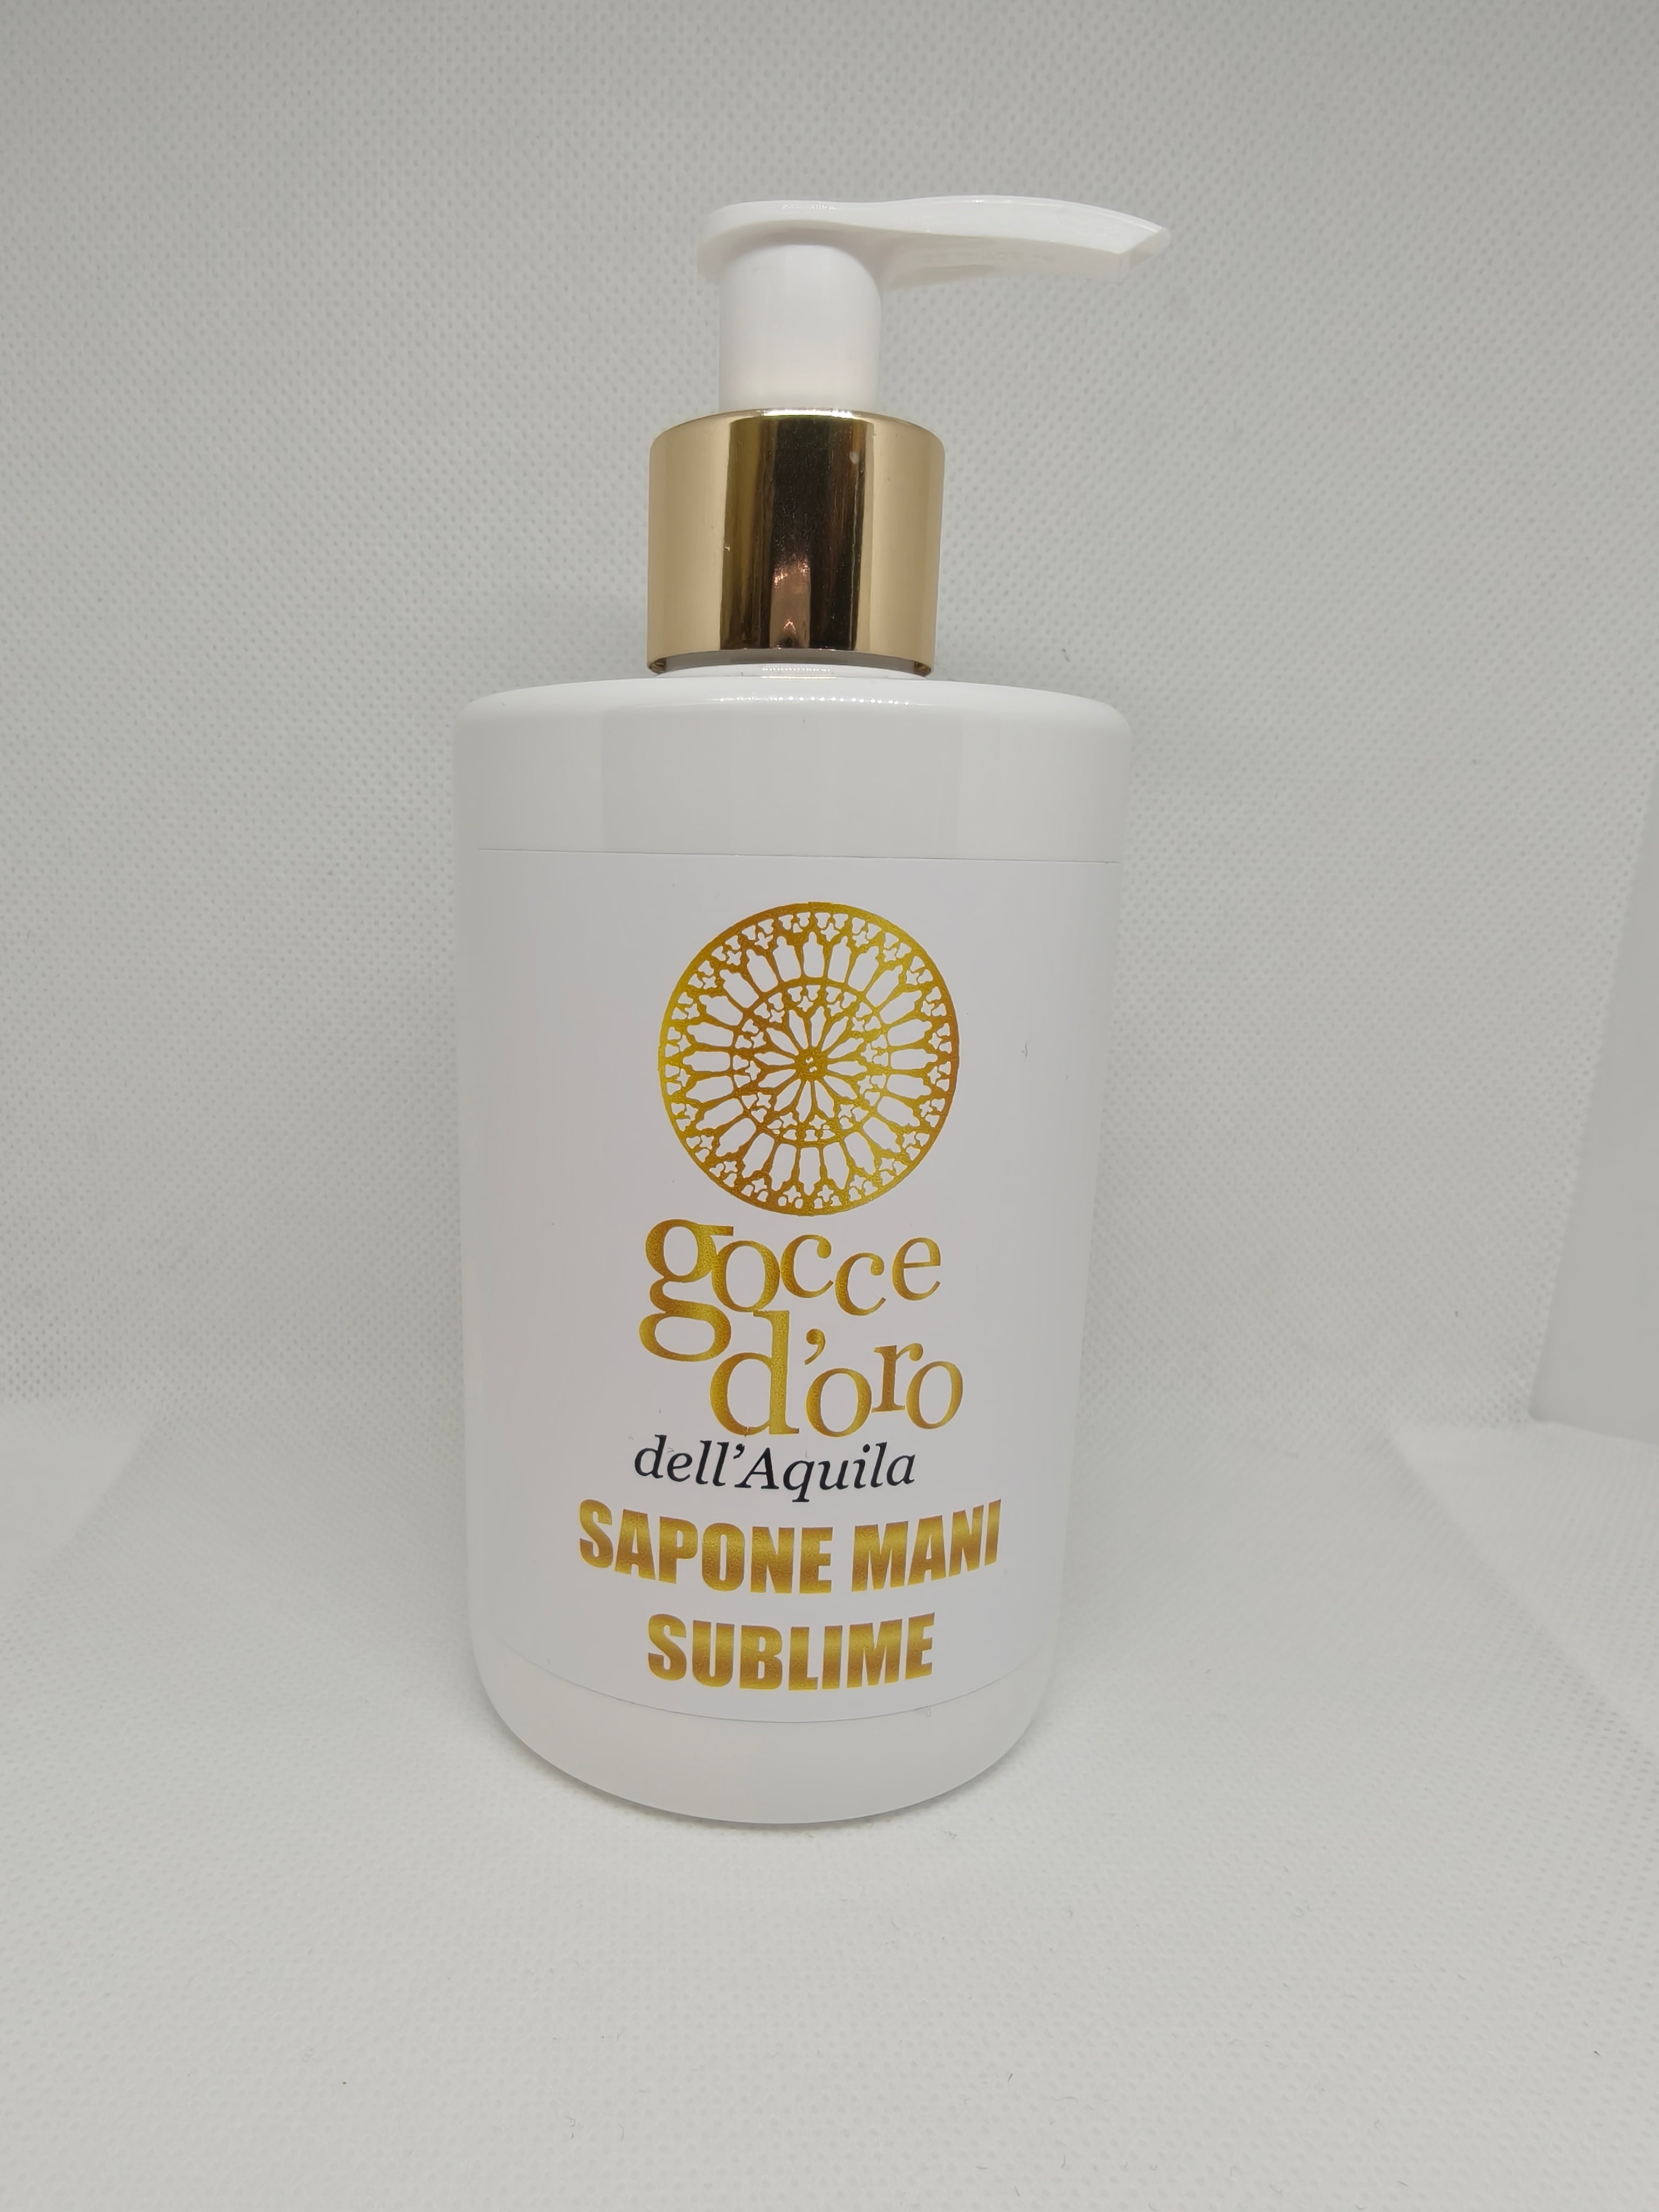 gocce
d'oro
dell'Aquila
SAPONE MANI
SUBLIME